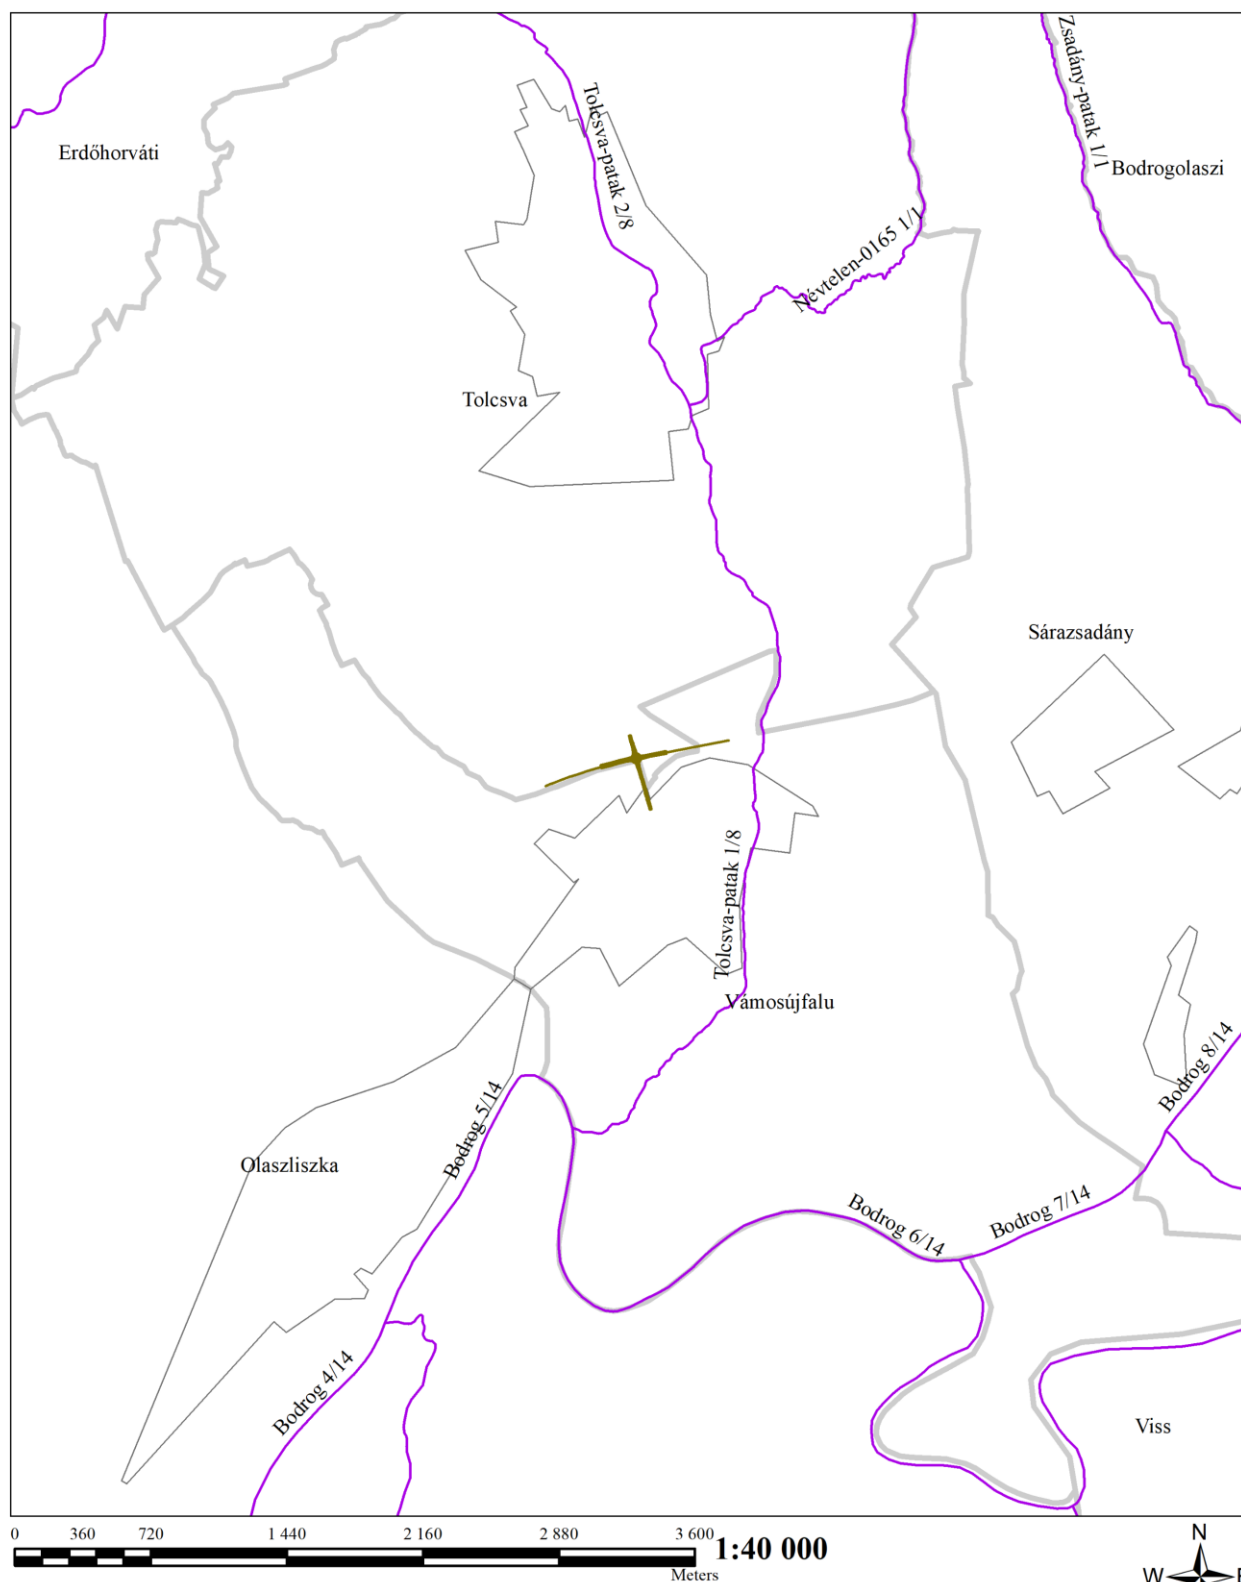 Zsadány-patak 1/1
Tolcsva-patak 2/8
Erdőhorváti
Bodrogolaszi
Névtelen-0165 1/1
Tolcsva
Sárazsadány
Tolcsva-patak 1/8
Vámosújfalu
Bodrog 8/14
Bodrog 5/14
Olaszliszka
Bodrog 6/14
Bodrog 7/14
Bodrog 4/14
Viss
0 360 720 1 440 2 160 2 880 3 600
Meters
1:40 000
N
W E